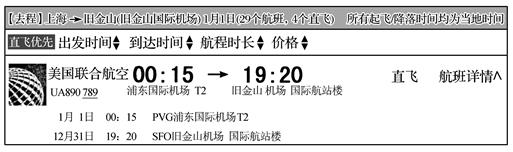 【去程】上海→旧金山(旧金山国际机场) 1月1日(29个航班，4个直飞) 所有起飞/降落时间均为当地时间
直飞优先 出发时间 到达时间 航程时长 价格
美国联合航空 00:15 → 19:20 直飞 航班详情^
UA890 789 浦东国际机场 T2 旧金山 机场 国际航站楼
1月 1日 00: 15 PVG浦东国际机场T2
12月31日 19: 20 SFO旧金山机场 国际航站楼